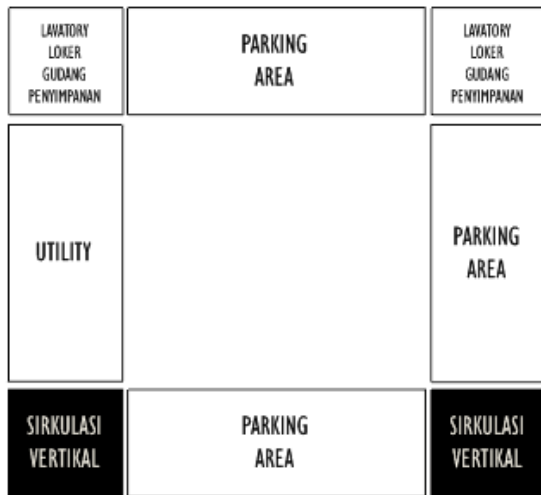 LAVATORY
LOKER
GUDANG
PENYIMPANAN
PARKING
AREA
LAVATORY
LOKER
GUDANG
PENYIMPANAN
UTILITY
PARKING
AREA
SIRKULASI
VERTIKAL
PARKING
AREA
SIRKULASI
VERTIKAL